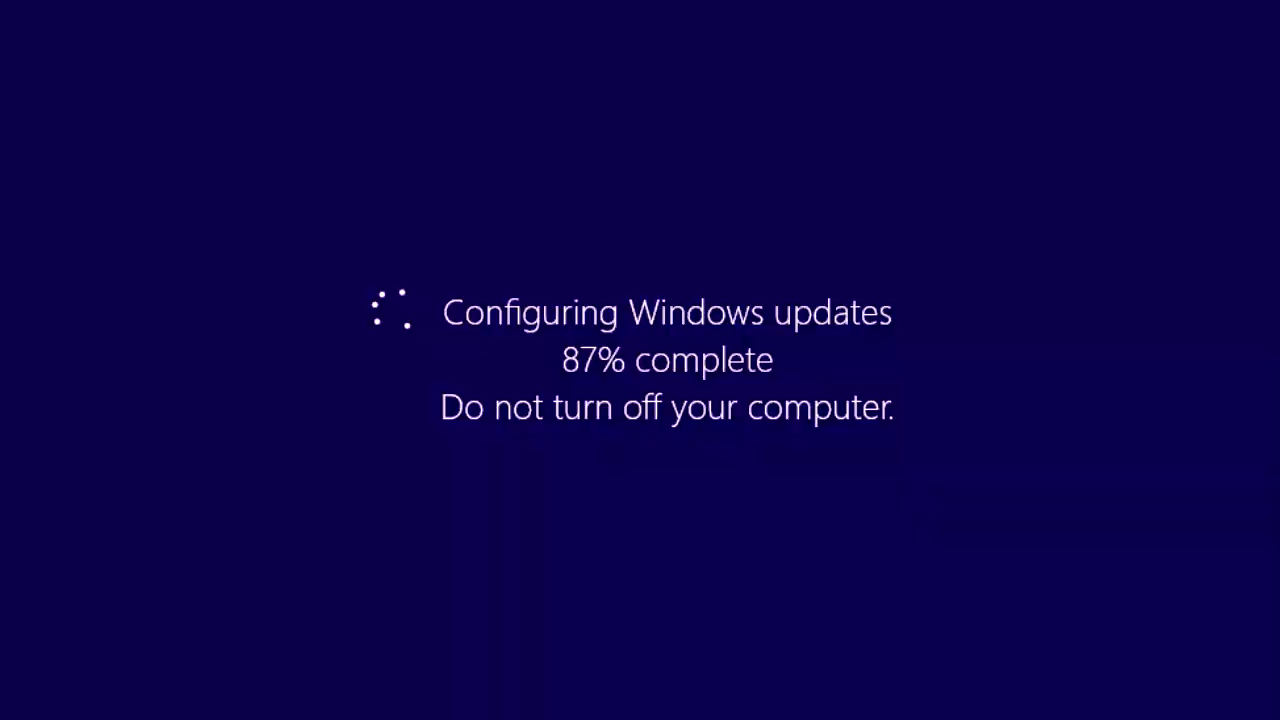 Configuring Windows updates
87% complete
Do not turn off your computer.